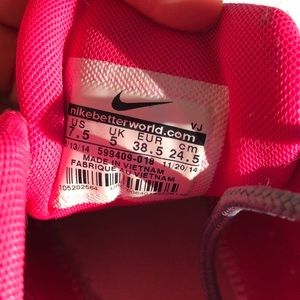 VJ
nikebetterworld.com
US UK EUR cm
7.5 5 38.5 24.5
13/14 599409-018 11/20/14
MADE IN VIETNAM
FABRIQUE AU VIETNAM
105202564